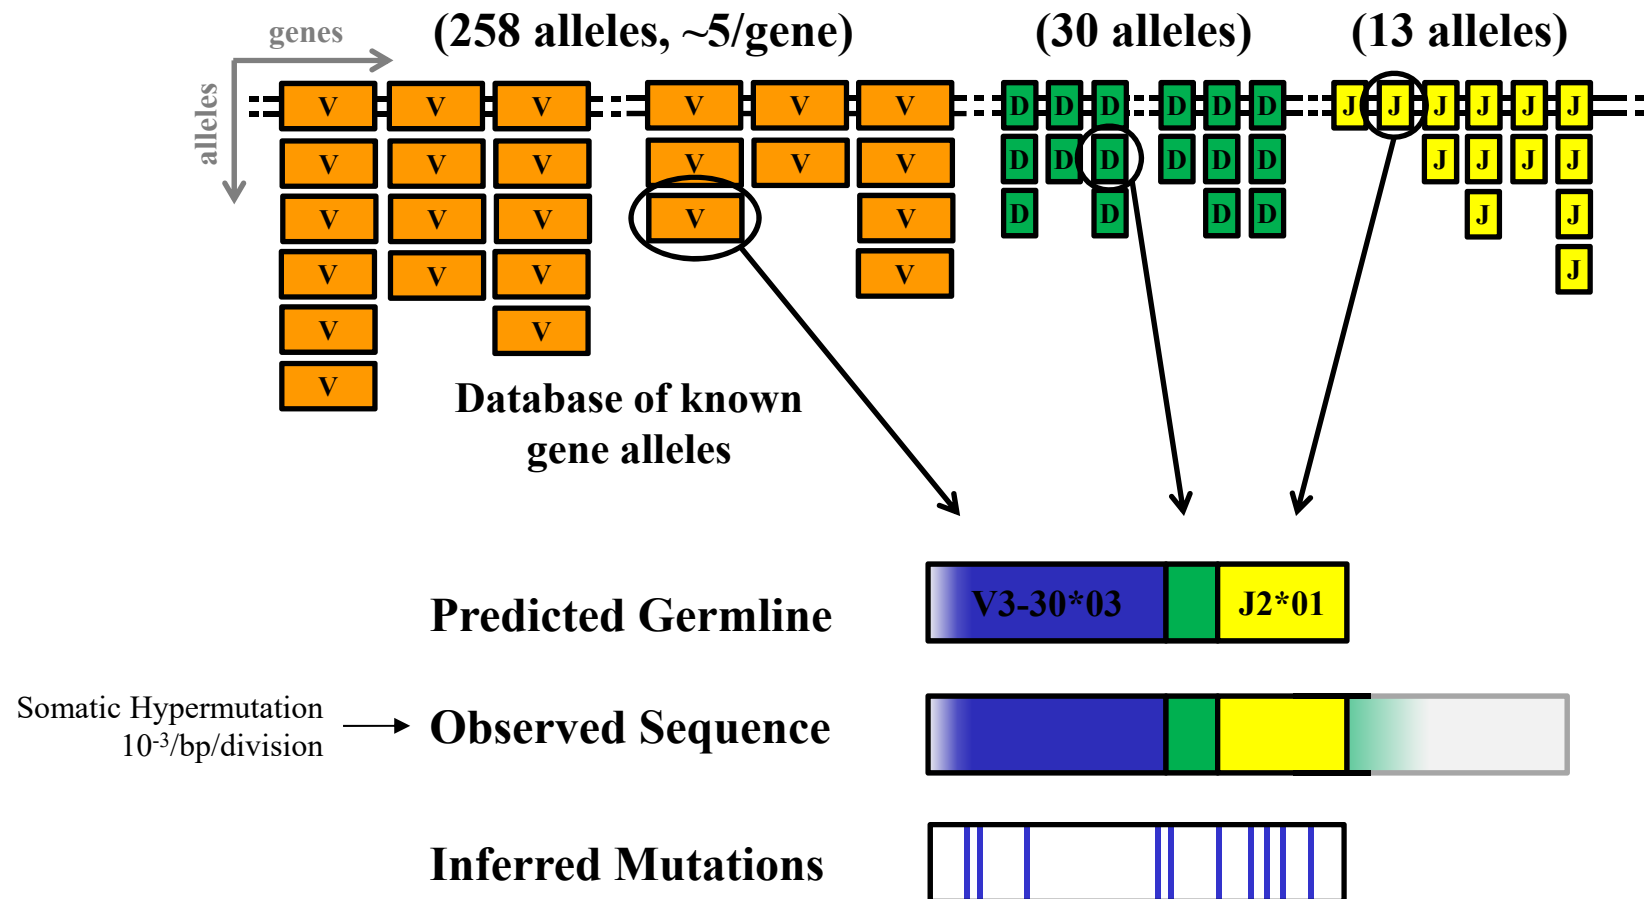 genes
(258 alleles, ~5/gene)
(30 alleles)
(13 alleles)
alleles
V V V V V V D D D D D D J J J J J J
V V V V V V D D D D D D J J J J
V V V V V D D D D J J
V V V V J
V V
V
Database of known
gene alleles
Predicted Germline
V3-30*03
J2*01
Somatic Hypermutation
10⁻³/bp/division
Observed Sequence
Inferred Mutations